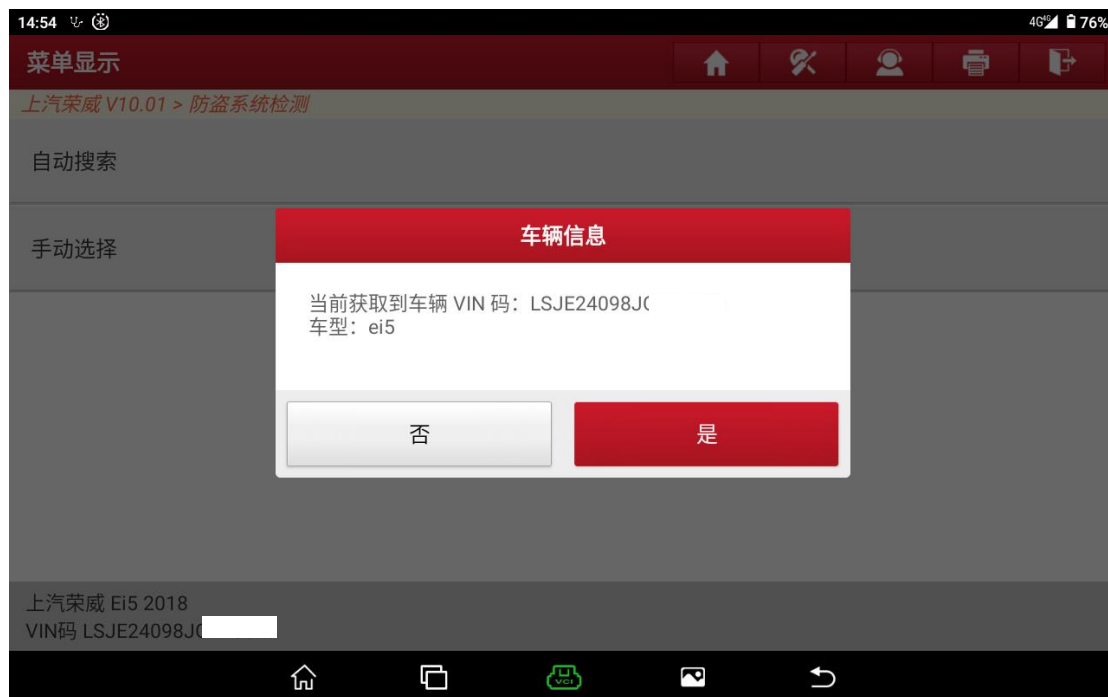 14:54
4G 4G 76%
菜单显示
上汽荣威 V10.01 > 防盗系统检测
自动搜索
手动选择
车辆信息
当前获取到车辆 VIN 码：LSJE24098J
车型：ei5
否
是
上汽荣威 Ei5 2018
VIN码 LSJE24098J
VCI